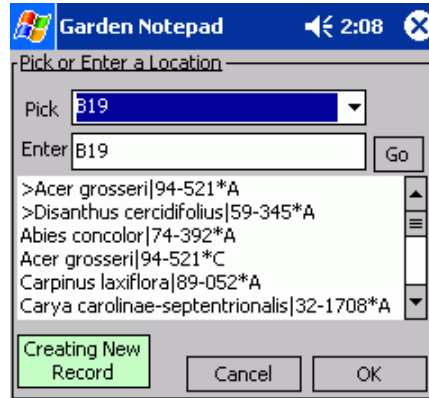 Garden Notepad 2:08
Pick or Enter a Location
Pick B19
Enter B19 Go
>Acer grosseri|94-521*A
>Disanthus cercidifolius|59-345*A
Abies concolor|74-392*A
Acer grosseri|94-521*C
Carpinus laxiflora|89-052*A
Carya carolinae-septentrionalis|32-1708*A
Creating New
Record
Cancel OK